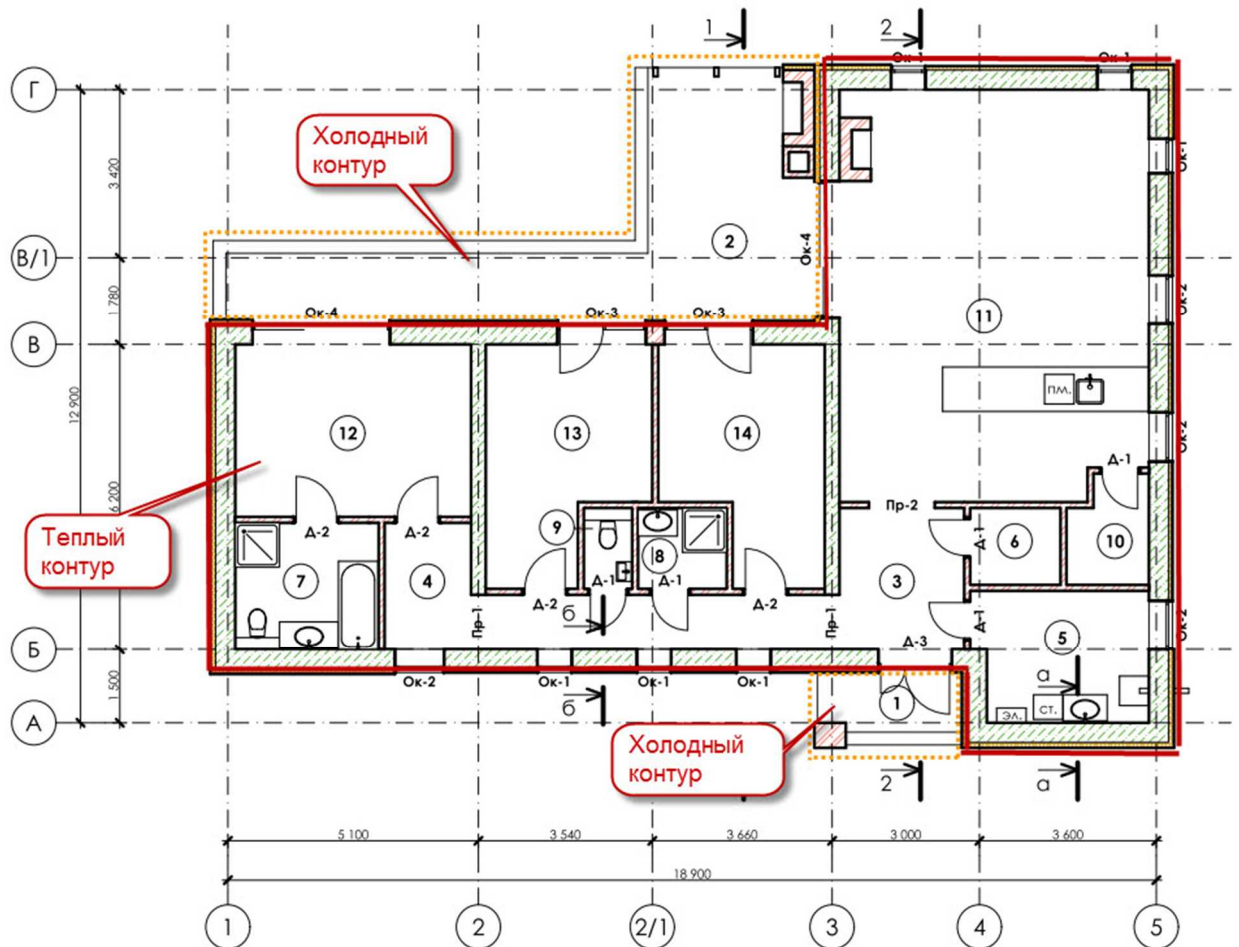 1
2
Ок-1
Ок-1
Г
Холодный
контур
3 420
Ок-1
2
Ок-4
В/1
1 780
Ок-4
Ок-3
Ок-3
11
Ок-2
В
12 900
пм.
12
13
14
Ок-2
Д-1
6 200
Теплый
контур
Пр-2
Д-2
Д-2
9
8
Д-1
6
10
7
4
Д-1
Д-1
3
Д-2
Д-2
Пр-1
б
Пр-1
Д-1
5
Ок-2
Д-3
Б
а
1 500
Ок-2
Ок-1
Ок-1
Ок-1
б
1
эл.
ст.
А
Холодный
контур
2
а
5 100
3 540
3 660
3 000
3 600
18 900
1
2
2/1
3
4
5